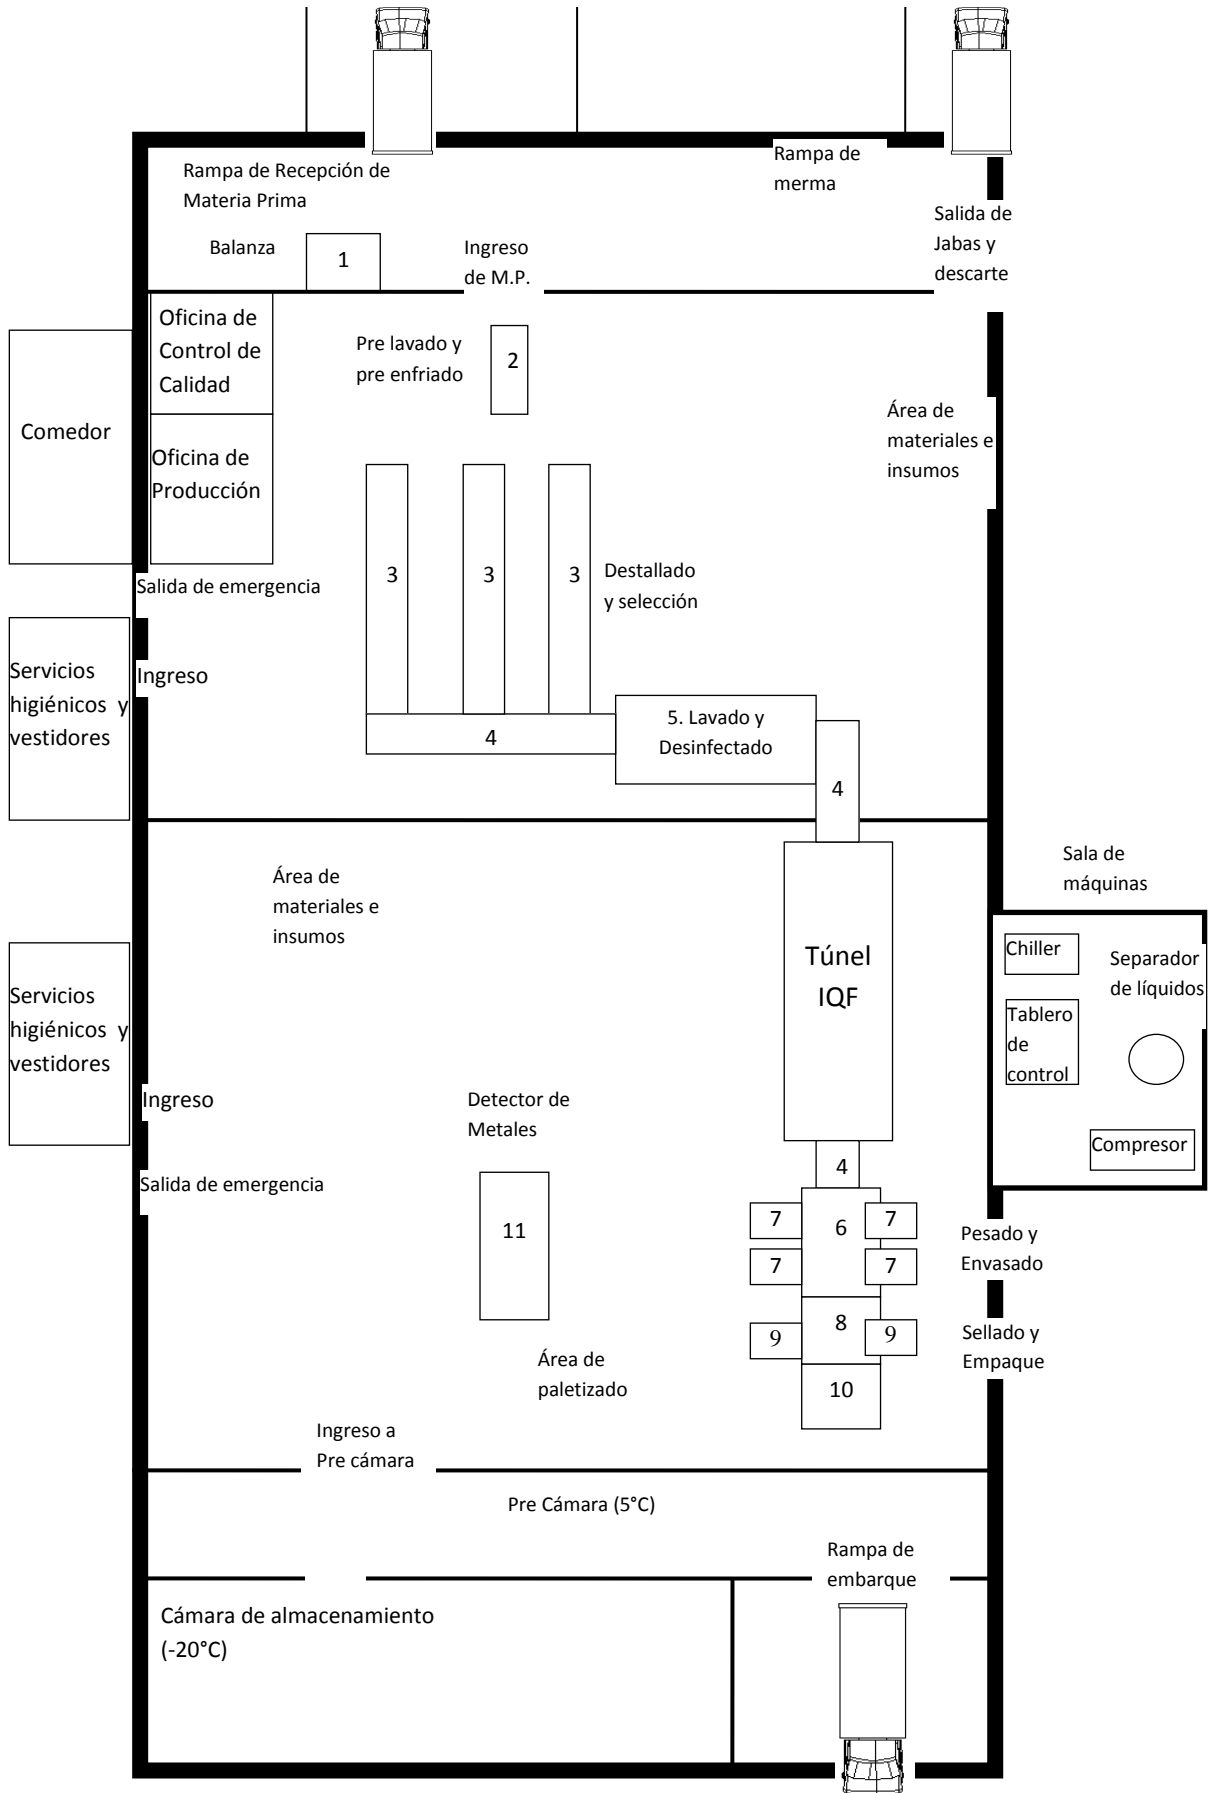 Rampa de Recepción de
Materia Prima
Rampa de
merma
Salida de
Jabas y
descarte
Balanza
1
Ingreso
de M.P.
Oficina de
Control de
Calidad
Pre lavado y
pre enfriado
2
Comedor
Oficina de
Producción
Área de
materiales e
insumos
3
3
3
Destallado
y selección
Salida de emergencia
Servicios
higiénicos y
vestidores
Ingreso
4
5. Lavado y
Desinfectado
4
Área de
materiales e
insumos
Sala de
máquinas
Túnel
IQF
Chiller
Separador
de líquidos
Tablero
de
control
Compresor
Servicios
higiénicos y
vestidores
Ingreso
Detector de
Metales
Salida de emergencia
11
4
7
6
7
7
7
Pesado y
Envasado
9
8
9
Sellado y
Empaque
10
Área de
paletizado
Ingreso a
Pre cámara
Pre Cámara (5°C)
Rampa de
embarque
Cámara de almacenamiento
(-20°C)